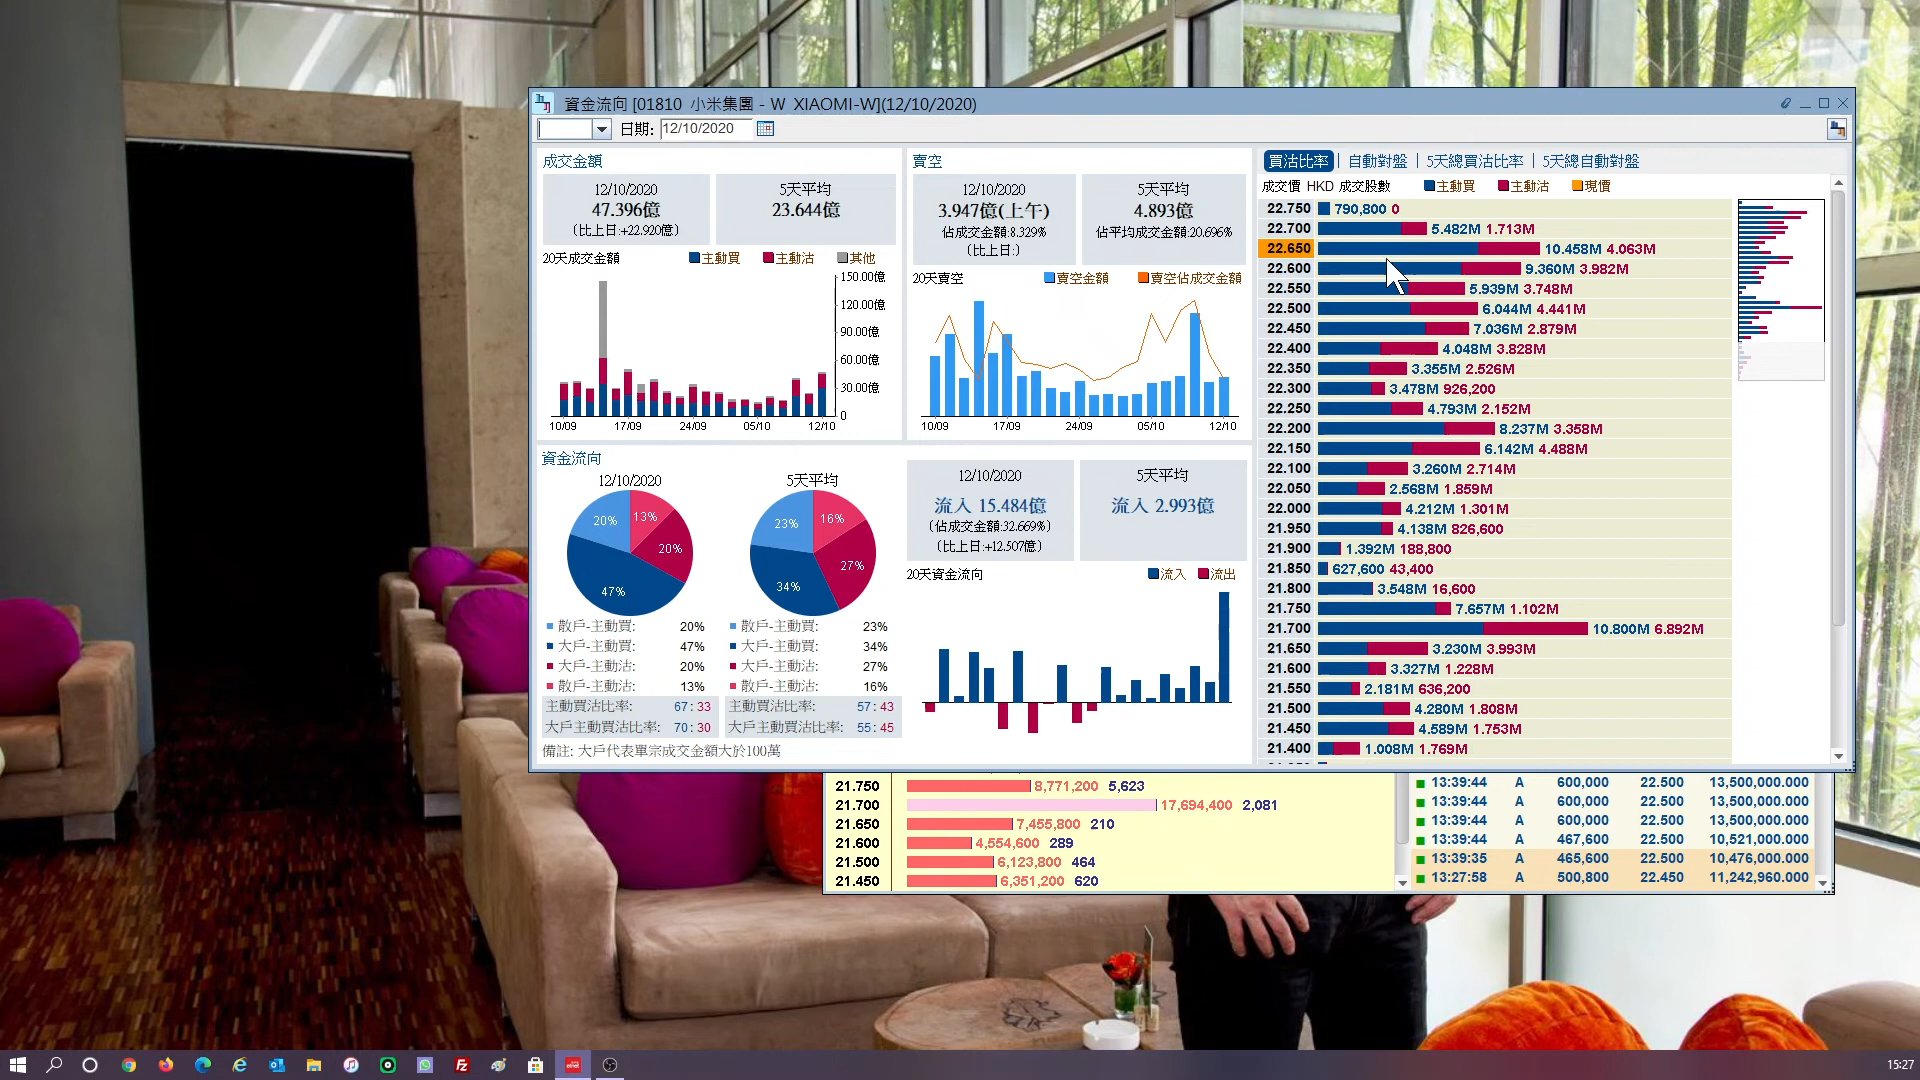 資金流向 [01810 小米集團 - W XIAOMI-W](12/10/2020)
日期: 12/10/2020
成交金額
12/10/2020
47.396億
(比上日:+22.920億)
5天平均
23.644億
20天成交金額 主動買 主動沽 其他
150.00億
120.00億
90.00億
60.00億
30.00億
0
10/09 17/09 24/09 05/10 12/10
賣空
12/10/2020
3.947億(上午)
佔成交金額:8.329%
(比上日:)
5天平均
4.893億
佔平均成交金額:20.696%
20天賣空 賣空金額 賣空佔成交金額
10/09 17/09 24/09 05/10 12/10
資金流向
12/10/2020
20% 13% 20% 47%
散戶-主動買: 20%
大戶-主動買: 47%
大戶-主動沽: 20%
散戶-主動沽: 13%
主動買沽比率: 67:33
大戶主動買沽比率: 70:30
5天平均
23% 16% 27% 34%
散戶-主動買: 23%
大戶-主動買: 34%
大戶-主動沽: 27%
散戶-主動沽: 16%
主動買沽比率: 57:43
大戶主動買沽比率: 55:45
備註: 大戶代表單宗成交金額大於100萬
12/10/2020
流入 15.484億
(佔成交金額:32.669%)
(比上日:+12.507億)
5天平均
流入 2.993億
20天資金流向 流入 流出
買沽比率 | 自動對盤 | 5天總買沽比率 | 5天總自動對盤
成交價 HKD 成交股數 主動買 主動沽 現價
22.750 790,800 0
22.700 5.482M 1.713M
22.650 10.458M 4.063M
22.600 9.360M 3.982M
22.550 5.939M 3.748M
22.500 6.044M 4.441M
22.450 7.036M 2.879M
22.400 4.048M 3.828M
22.350 3.355M 2.526M
22.300 3.478M 926,200
22.250 4.793M 2.152M
22.200 8.237M 3.358M
22.150 6.142M 4.488M
22.100 3.260M 2.714M
22.050 2.568M 1.859M
22.000 4.212M 1.301M
21.950 4.138M 826,600
21.900 1.392M 188,800
21.850 627,600 43,400
21.800 3.548M 16,600
21.750 7.657M 1.102M
21.700 10.800M 6.892M
21.650 3.230M 3.993M
21.600 3.327M 1.228M
21.550 2.181M 636,200
21.500 4.280M 1.808M
21.450 4.589M 1.753M
21.400 1.008M 1.769M
21.750 8,771,200 5,623
21.700 17,694,400 2,081
21.650 7,455,800 210
21.600 4,554,600 289
21.500 6,123,800 464
21.450 6,351,200 620
13:39:44 A 600,000 22.500 13,500,000.000
13:39:44 A 600,000 22.500 13,500,000.000
13:39:44 A 600,000 22.500 13,500,000.000
13:39:44 A 467,600 22.500 10,521,000.000
13:39:35 A 465,600 22.500 10,476,000.000
13:27:58 A 500,800 22.450 11,242,960.000
15:27